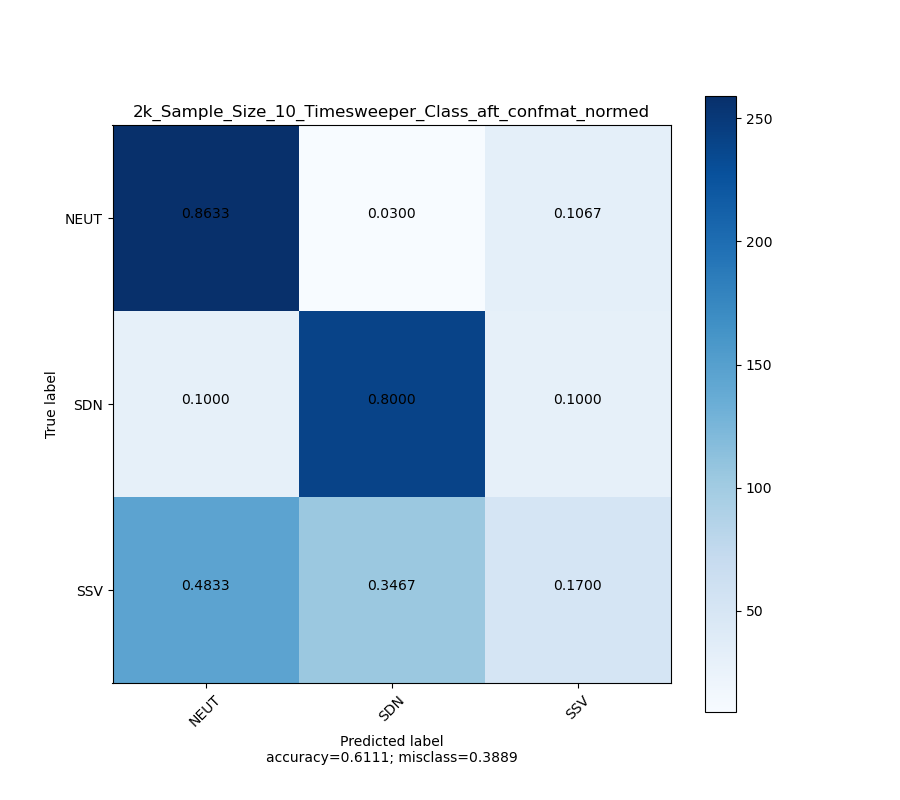 2k_Sample_Size_10_Timesweeper_Class_aft_confmat_normed
True label
NEUT 0.8633 0.0300 0.1067
SDN 0.1000 0.8000 0.1000
SSV 0.4833 0.3467 0.1700
NEUT SDN SSV
Predicted label
accuracy=0.6111; misclass=0.3889
250
200
150
100
50